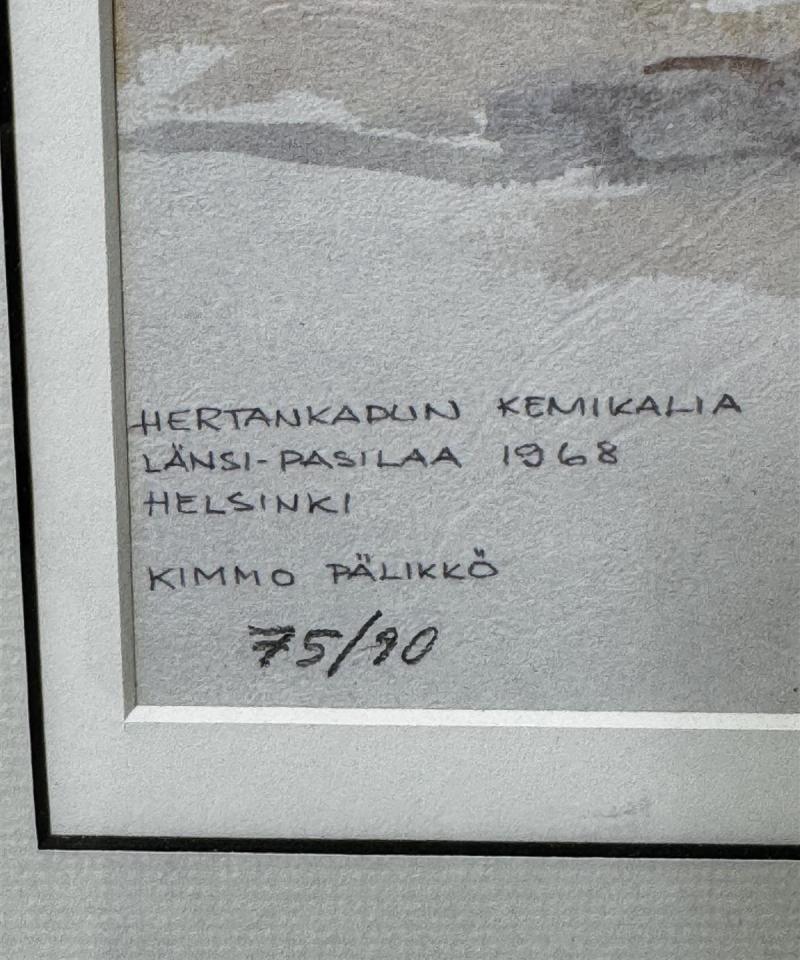 HERTANKADUN KEMIKALIA
LÄNSI-PASILAA 1968
HELSINKI
KIMMO PÄLIKKÖ
75/90